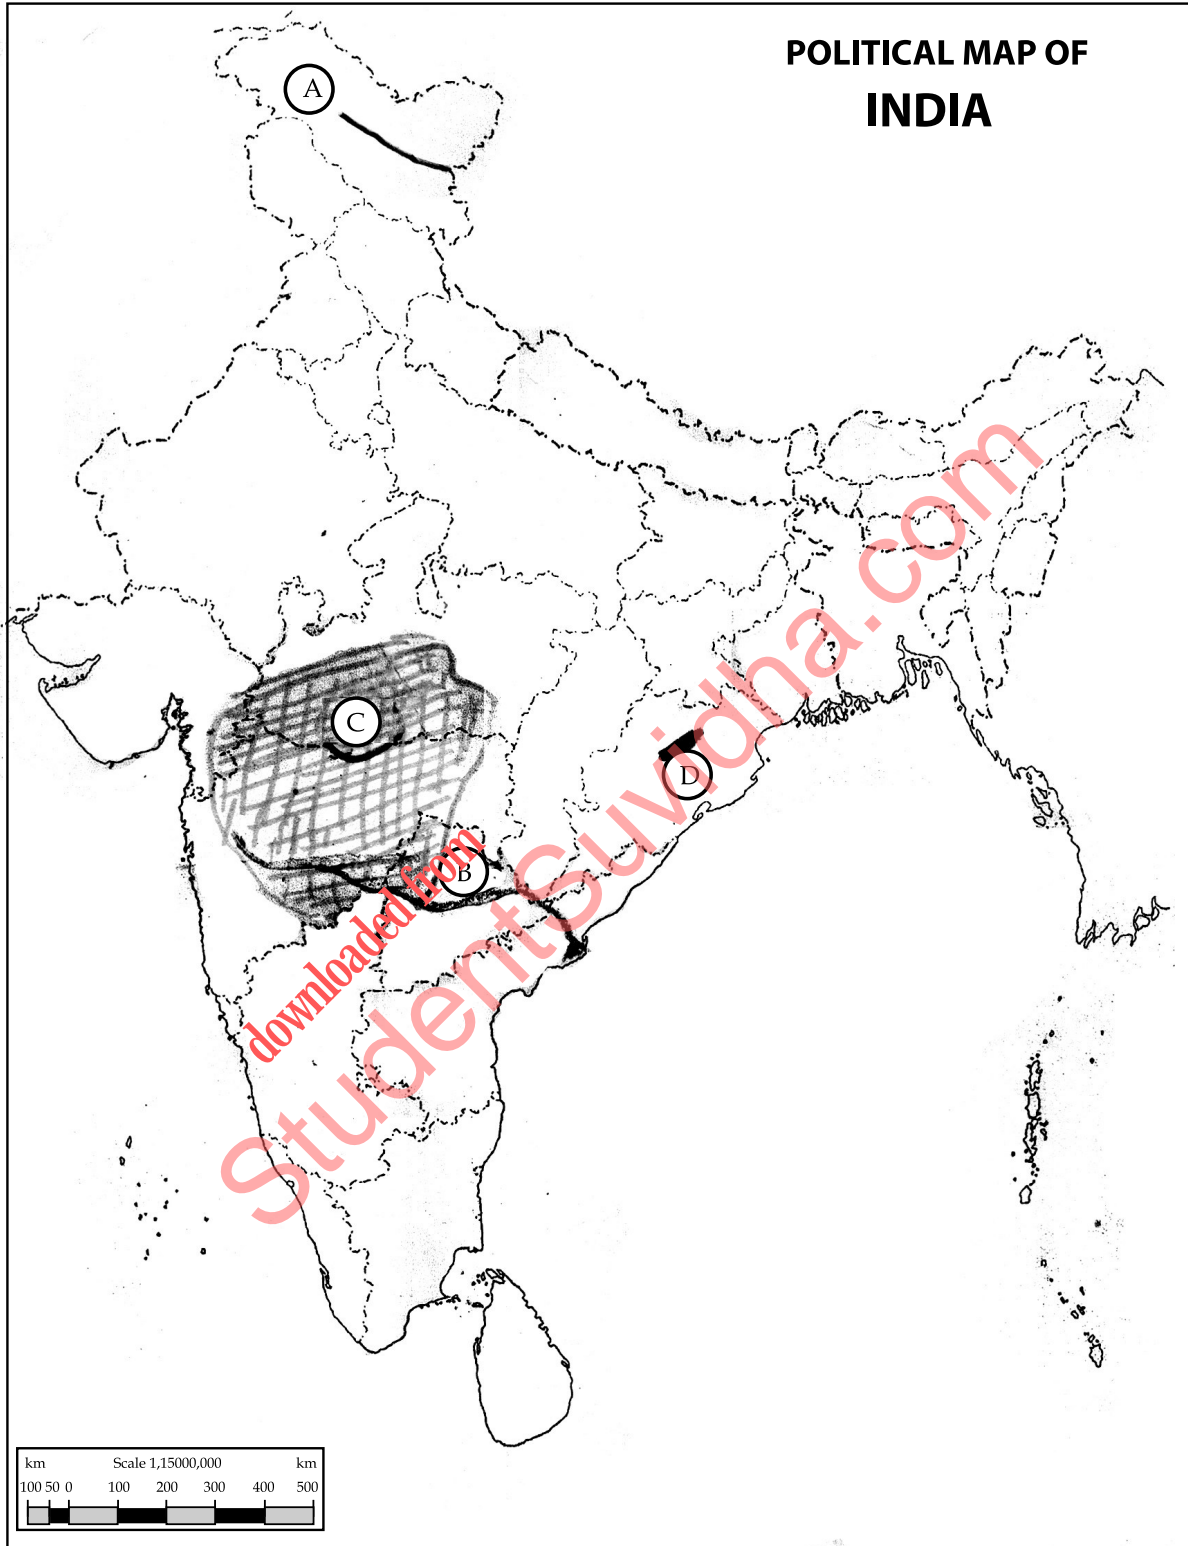 POLITICAL MAP OF
INDIA
A
C
D
B
downloaded from
StudentSuvidha.com
km Scale 1,15000,000 km
100 50 0 100 200 300 400 500